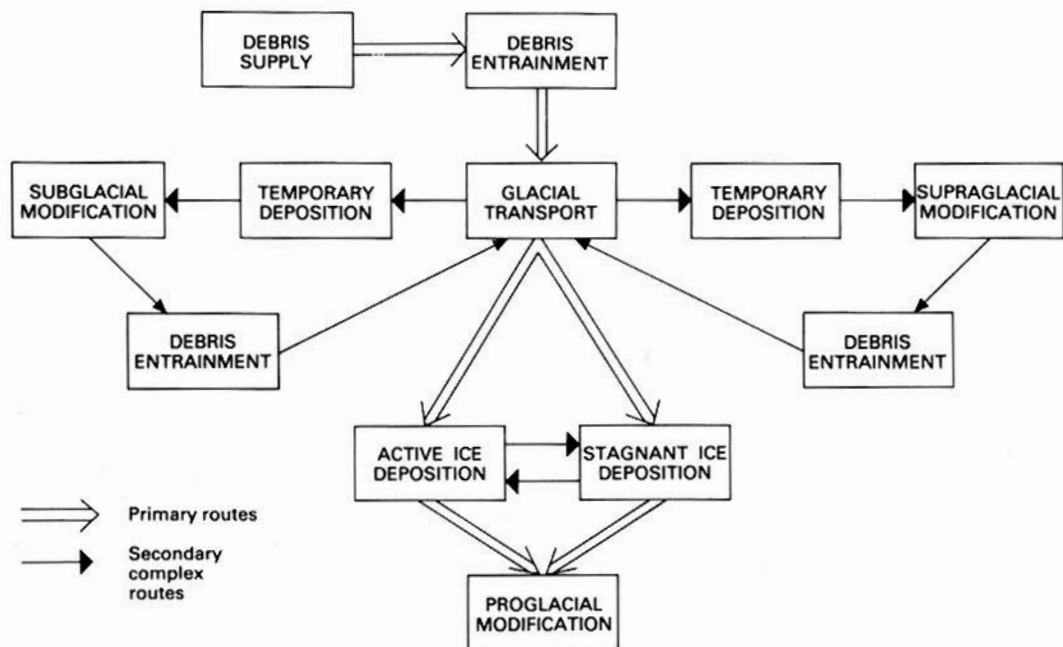 DEBRIS
SUPPLY
DEBRIS
ENTRAINMENT
SUBGLACIAL
MODIFICATION
TEMPORARY
DEPOSITION
GLACIAL
TRANSPORT
TEMPORARY
DEPOSITION
SUPRAGLACIAL
MODIFICATION
DEBRIS
ENTRAINMENT
DEBRIS
ENTRAINMENT
ACTIVE ICE
DEPOSITION
STAGNANT ICE
DEPOSITION
Primary routes
Secondary
complex
routes
PROGLACIAL
MODIFICATION